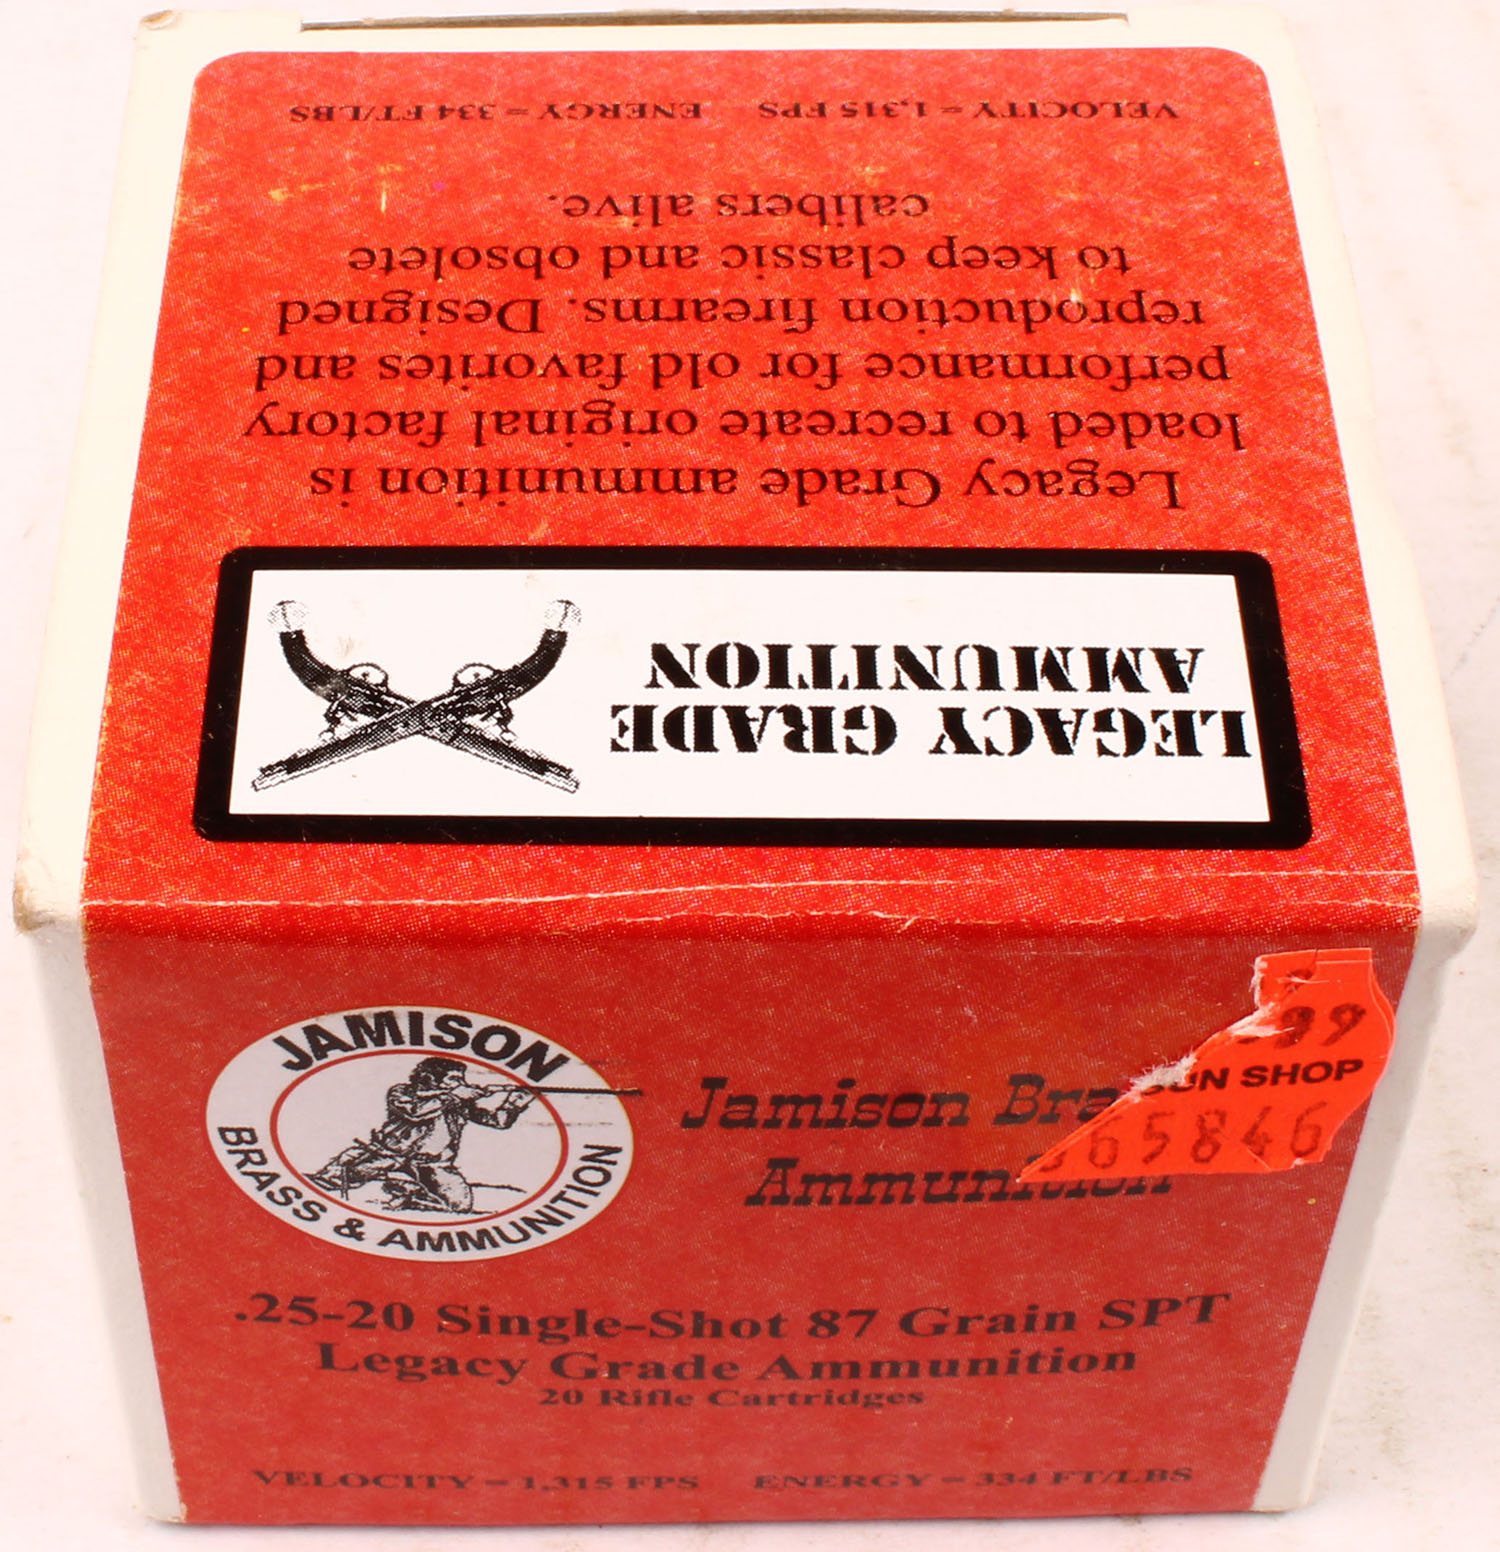 LEGACY GRADE
AMMUNITION
Legacy Grade ammunition is
loaded to recreate original factory
performance for old favorites and
reproduction firearms. Designed
to keep classic and obsolete
calibers alive.
VELOCITY = 1,315 FPS ENERGY = 334 FT/LBS
JAMISON
BRASS & AMMUNITION
Jamison
Ammunition
99
GUN SHOP
65846
.25-20 Single-Shot 87 Grain SPT
Legacy Grade Ammunition
20 Rifle Cartridges
VELOCITY = 1,315 FPS ENERGY = 334 FT/LBS